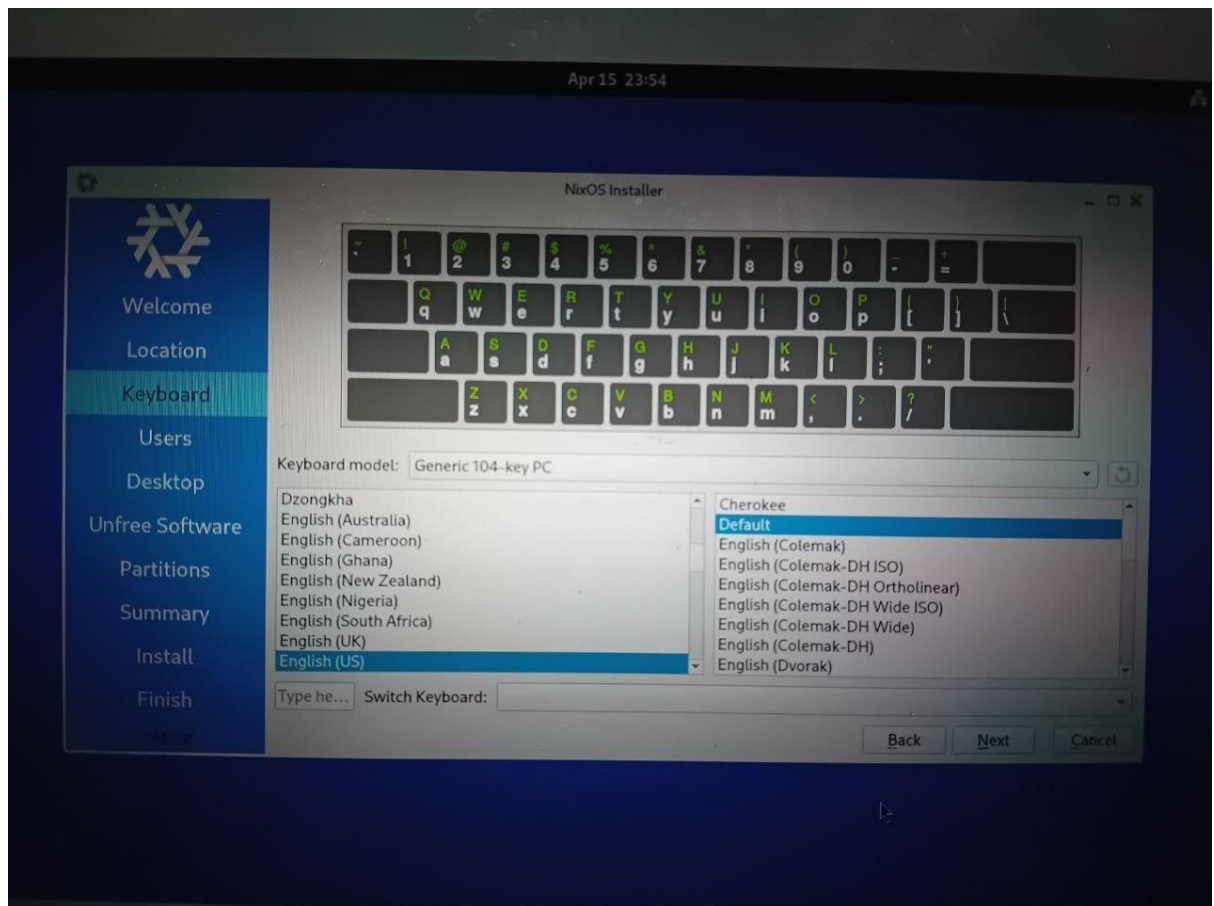 Apr 15 23:54
NixOS Installer
Welcome
Location
Keyboard
Users
Desktop
Unfree Software
Partitions
Summary
Install
Finish
About
~ ! @ # $ % ^ & * ( ) _ +
` 1 2 3 4 5 6 7 8 9 0 - =
Q W E R T Y U I O P { } |
q w e r t y u i o p [ ] \
A S D F G H J K L : "
a s d f g h j k l ; '
Z X C V B N M < > ?
z x c v b n m , . /
Keyboard model: Generic 104-key PC
Dzongkha
English (Australia)
English (Cameroon)
English (Ghana)
English (New Zealand)
English (Nigeria)
English (South Africa)
English (UK)
English (US)
Cherokee
Default
English (Colemak)
English (Colemak-DH ISO)
English (Colemak-DH Ortholinear)
English (Colemak-DH Wide ISO)
English (Colemak-DH Wide)
English (Colemak-DH)
English (Dvorak)
Type he... Switch Keyboard:
Back Next Cancel